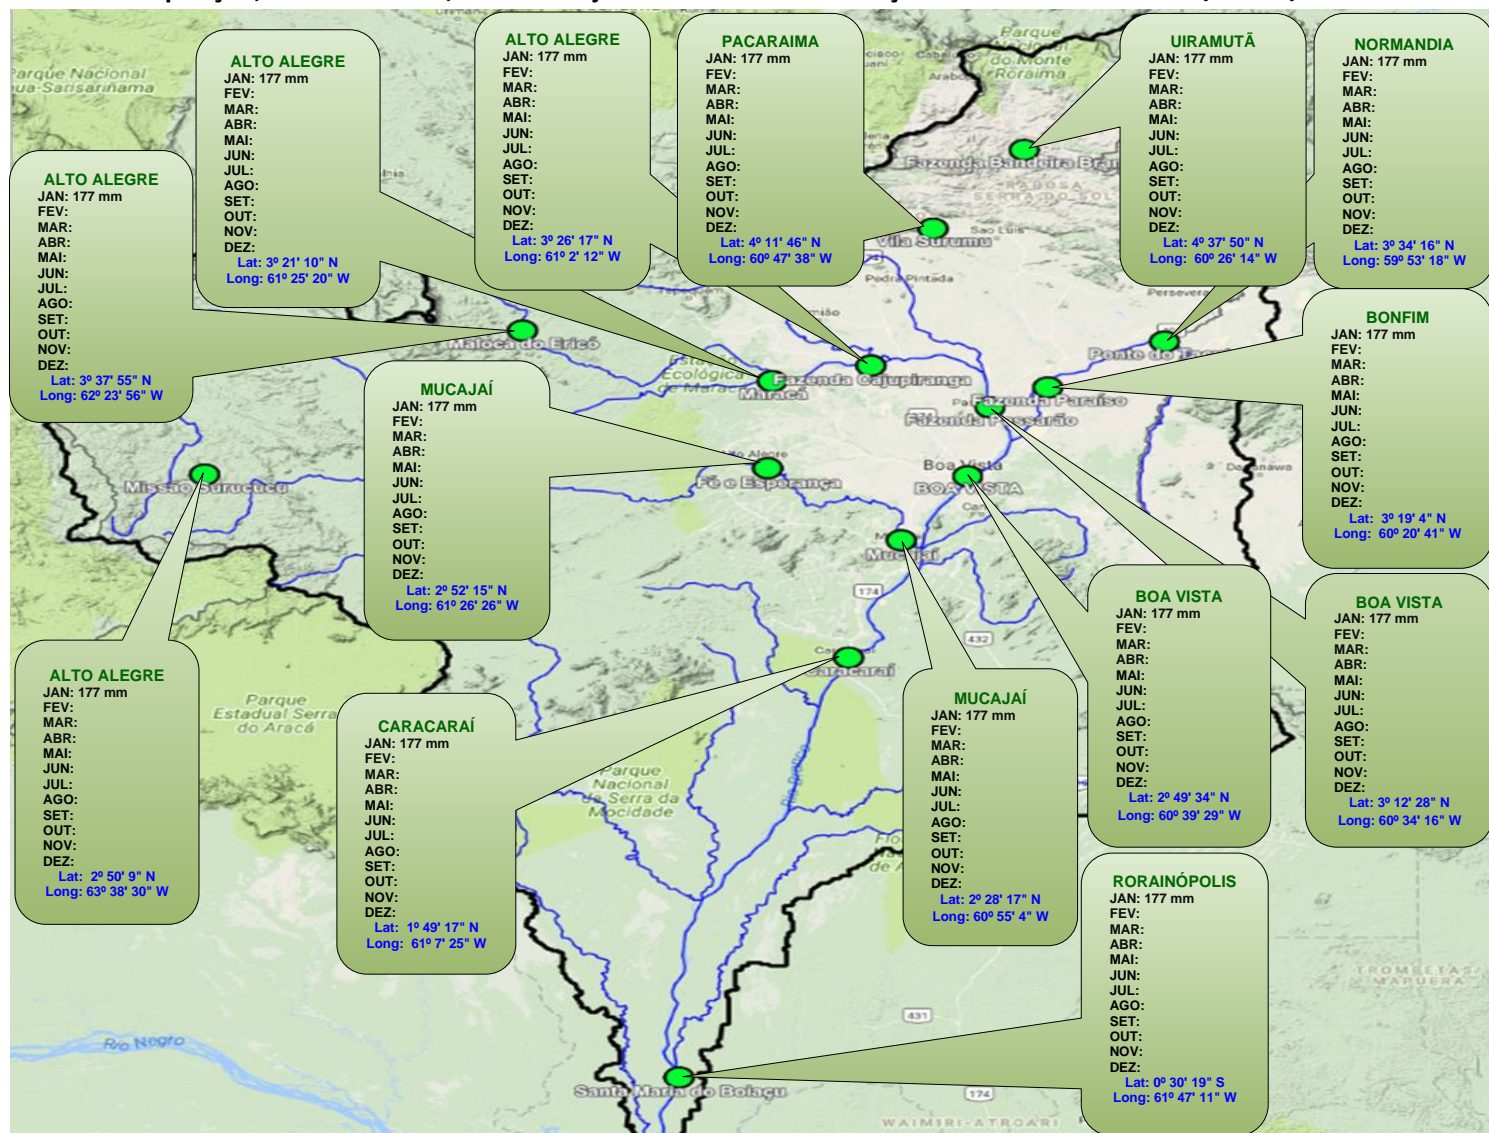 ALTO ALEGRE
JAN: 177 mm
FEV:
MAR:
ABR:
MAI:
JUN:
JUL:
AGO:
SET:
OUT:
NOV:
DEZ:
Lat: 3º 37' 55" N
Long: 62º 23' 56" W
ALTO ALEGRE
JAN: 177 mm
FEV:
MAR:
ABR:
MAI:
JUN:
JUL:
AGO:
SET:
OUT:
NOV:
DEZ:
Lat: 3º 21' 10" N
Long: 61º 25' 20" W
ALTO ALEGRE
JAN: 177 mm
FEV:
MAR:
ABR:
MAI:
JUN:
JUL:
AGO:
SET:
OUT:
NOV:
DEZ:
Lat: 3º 26' 17" N
Long: 61º 2' 12" W
PACARAIMA
JAN: 177 mm
FEV:
MAR:
ABR:
MAI:
JUN:
JUL:
AGO:
SET:
OUT:
NOV:
DEZ:
Lat: 4º 11' 46" N
Long: 60º 47' 38" W
UIRAMUTÃ
JAN: 177 mm
FEV:
MAR:
ABR:
MAI:
JUN:
JUL:
AGO:
SET:
OUT:
NOV:
DEZ:
Lat: 4º 37' 50" N
Long: 60º 26' 14" W
NORMANDIA
JAN: 177 mm
FEV:
MAR:
ABR:
MAI:
JUN:
JUL:
AGO:
SET:
OUT:
NOV:
DEZ:
Lat: 3º 34' 16" N
Long: 59º 53' 18" W
BONFIM
JAN: 177 mm
FEV:
MAR:
ABR:
MAI:
JUN:
JUL:
AGO:
SET:
OUT:
NOV:
DEZ:
Lat: 3º 19' 4" N
Long: 60º 20' 41" W
MUCAJAÍ
JAN: 177 mm
FEV:
MAR:
ABR:
MAI:
JUN:
JUL:
AGO:
SET:
OUT:
NOV:
DEZ:
Lat: 2º 52' 15" N
Long: 61º 26' 26" W
ALTO ALEGRE
JAN: 177 mm
FEV:
MAR:
ABR:
MAI:
JUN:
JUL:
AGO:
SET:
OUT:
NOV:
DEZ:
Lat: 2º 50' 9" N
Long: 63º 38' 30" W
CARACARAÍ
JAN: 177 mm
FEV:
MAR:
ABR:
MAI:
JUN:
JUL:
AGO:
SET:
OUT:
NOV:
DEZ:
Lat: 1º 49' 17" N
Long: 61º 7' 25" W
MUCAJAÍ
JAN: 177 mm
FEV:
MAR:
ABR:
MAI:
JUN:
JUL:
AGO:
SET:
OUT:
NOV:
DEZ:
Lat: 2º 28' 17" N
Long: 60º 55' 4" W
BOA VISTA
JAN: 177 mm
FEV:
MAR:
ABR:
MAI:
JUN:
JUL:
AGO:
SET:
OUT:
NOV:
DEZ:
Lat: 2º 49' 34" N
Long: 60º 39' 29" W
BOA VISTA
JAN: 177 mm
FEV:
MAR:
ABR:
MAI:
JUN:
JUL:
AGO:
SET:
OUT:
NOV:
DEZ:
Lat: 3º 12' 28" N
Long: 60º 34' 16" W
RORAINÓPOLIS
JAN: 177 mm
FEV:
MAR:
ABR:
MAI:
JUN:
JUL:
AGO:
SET:
OUT:
NOV:
DEZ:
Lat: 0º 30' 19" S
Long: 61º 47' 11" W
Parque Nacional
Parque
do Monte
Roraima
Fazenda Bandeira
RAPOSA
SERRA DO SOL
Vila Surumu
Sao Luis
Pedra Pintada
Maloca do Ericó
Ponte do
Ecológica
Maracá
Fazenda Cajupiranga
Fazenda Paraíso
Fazenda Passarão
Missão Surucucu
Fé e Esperança
Boa Vista
BOA VISTA
Mucajaí
174
432
Caracaraí
Parque
Estadual Serra
do Aracá
Parque
Nacional
da Serra da
Mocidade
Rio Branco
Rio Negro
431
TROMBETAS
MAPUERA
Santa Maria do Boiaçu
174
WAIMIRI-ATROARI